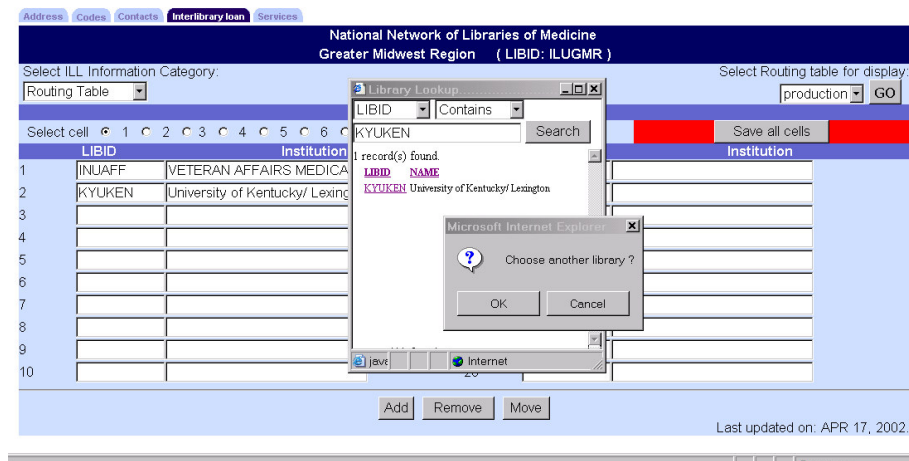 Address Codes Contacts Interlibrary loan Services
National Network of Libraries of Medicine
Greater Midwest Region ( LIBID: ILUGMR )
Select ILL Information Category:
Select Routing table for display:
Routing Table
production GO
Library Lookup
LIBID Contains
KYUKEN Search
1 record(s) found.
LIBID NAME
KYUKEN University of Kentucky/ Lexington
Microsoft Internet Explorer
Choose another library ?
OK Cancel
Internet
Select cell 1 2 3 4 5 6
Save all cells
LIBID Institution Institution
1 INUAFF VETERAN AFFAIRS MEDICA
2 KYUKEN University of Kentucky/ Lexing
3
4
5
6
7
8
9
10
Add Remove Move
Last updated on: APR 17, 2002.